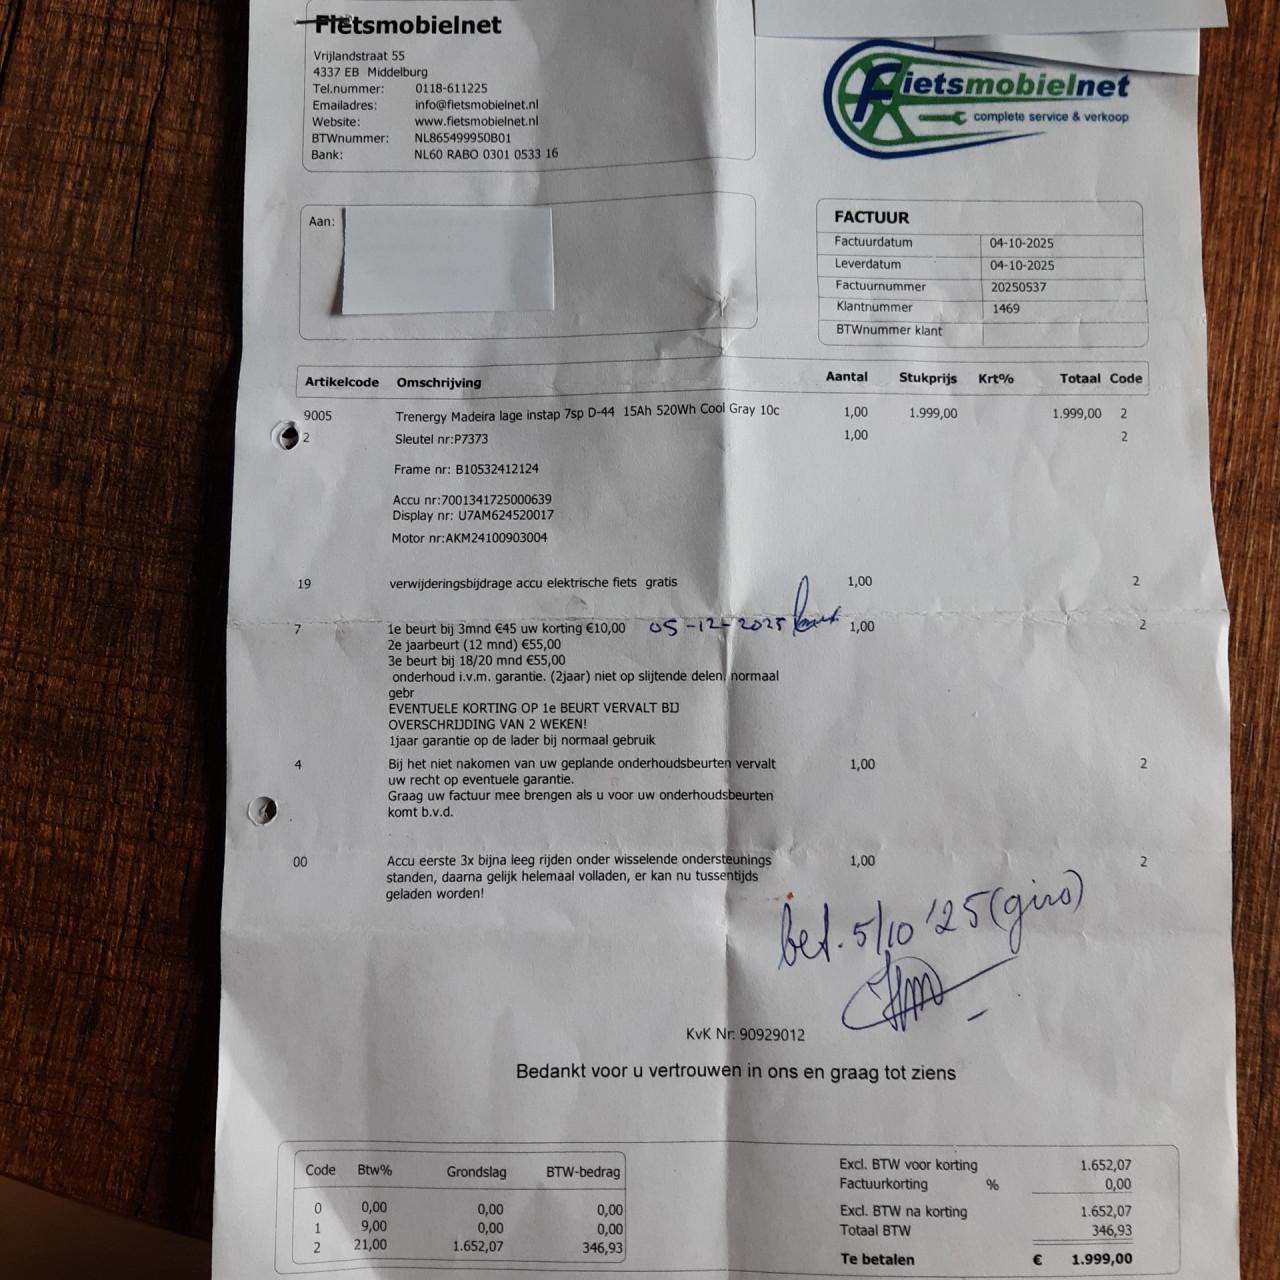 Fietsmobielnet
Vrijlandstraat 55
4337 EB Middelburg
Tel.nummer: 0118-611225
Emailadres: info@fietsmobielnet.nl
Website: www.fietsmobielnet.nl
BTWnummer: NL865499950B01
Bank: NL60 RABO 0301 0533 16
Fietsmobielnet
complete service & verkoop
Aan:
FACTUUR
Factuurdatum 04-10-2025
Leverdatum 04-10-2025
Factuurnummer 20250537
Klantnummer 1469
BTWnummer klant
Artikelcode Omschrijving Aantal Stukprijs Krt% Totaal Code
9005 Trenergy Madeira lage instap 7sp D-44 15Ah 520Wh Cool Gray 10c 1,00 1.999,00 1.999,00 2
2 Sleutel nr:P7373 1,00 2
Frame nr: B10532412124
Accu nr:7001341725000639
Display nr: U7AM624520017
Motor nr:AKM24100903004
19 verwijderingsbijdrage accu elektrische fiets gratis 1,00 2
7 1e beurt bij 3mnd €45 uw korting €10,00 05-12-2025 1,00 2
2e jaarbeurt (12 mnd) €55,00
3e beurt bij 18/20 mnd €55,00
onderhoud i.v.m. garantie. (2jaar) niet op slijtende delen, normaal
gebr
EVENTUELE KORTING OP 1e BEURT VERVALT BIJ
OVERSCHRIJDING VAN 2 WEKEN!
1jaar garantie op de lader bij normaal gebruik
4 Bij het niet nakomen van uw geplande onderhoudsbeurten vervalt 1,00 2
uw recht op eventuele garantie.
Graag uw factuur mee brengen als u voor uw onderhoudsbeurten
komt b.v.d.
00 Accu eerste 3x bijna leeg rijden onder wisselende ondersteunings 1,00 2
standen, daarna gelijk helemaal volladen, er kan nu tussentijds
geladen worden!
bet. 5/10 '25 (giro)
KvK Nr: 90929012
Bedankt voor u vertrouwen in ons en graag tot ziens
Code Btw% Grondslag BTW-bedrag
0 0,00 0,00 0,00
1 9,00 0,00 0,00
2 21,00 1.652,07 346,93
Excl. BTW voor korting 1.652,07
Factuurkorting % 0,00
Excl. BTW na korting 1.652,07
Totaal BTW 346,93
Te betalen € 1.999,00